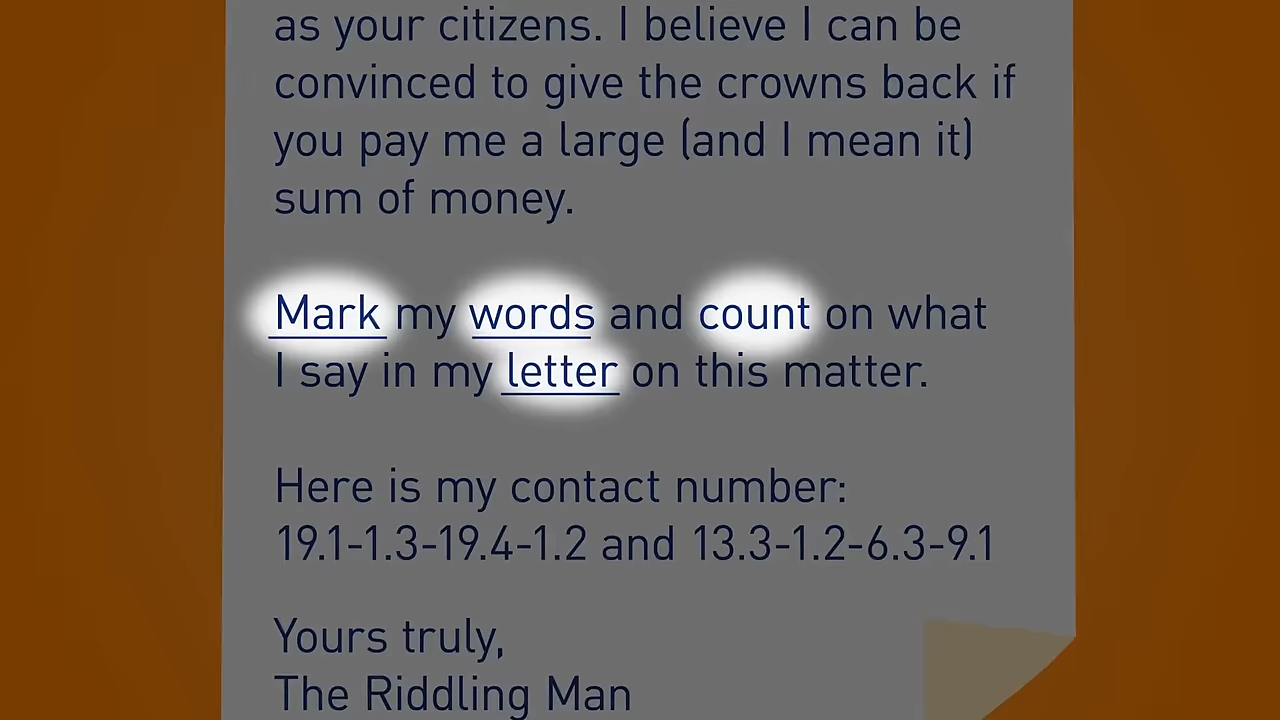 as your citizens. I believe I can be
convinced to give the crowns back if
you pay me a large (and I mean it)
sum of money.
Mark my words and count on what
I say in my letter on this matter.
Here is my contact number:
19.1-1.3-19.4-1.2 and 13.3-1.2-6.3-9.1
Yours truly,
The Riddling Man